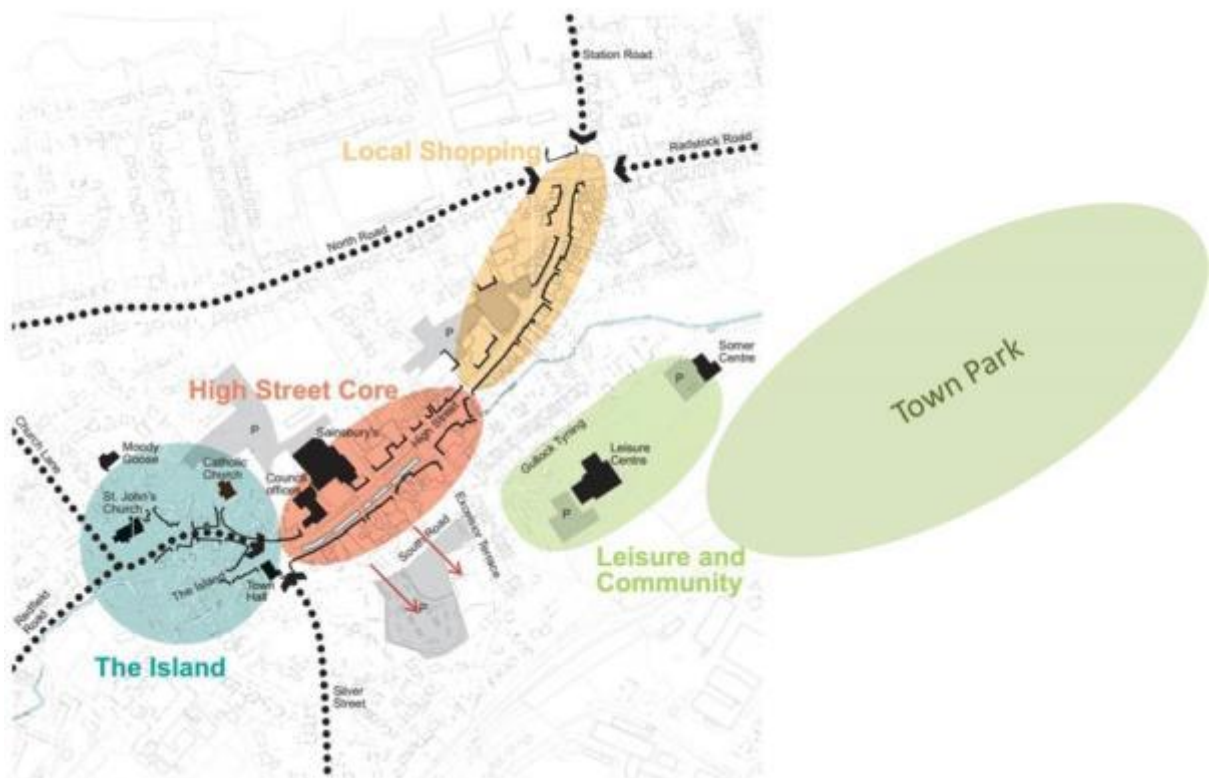 Station Road
Radstock Road
Local Shopping
North Road
P
Somer
Centre
P
Town Park
High Street Core
Sainsbury's
High Street
P
Church Lane
Moody
Goose
Catholic
Church
Council
offices
St. John's
Church
Gullock Tyning
Leisure
Centre
P
Excelsior Terrace
South Road
Leisure and
Community
The Island
Town
Hall
P
Redfield
Road
The Island
Silver
Street